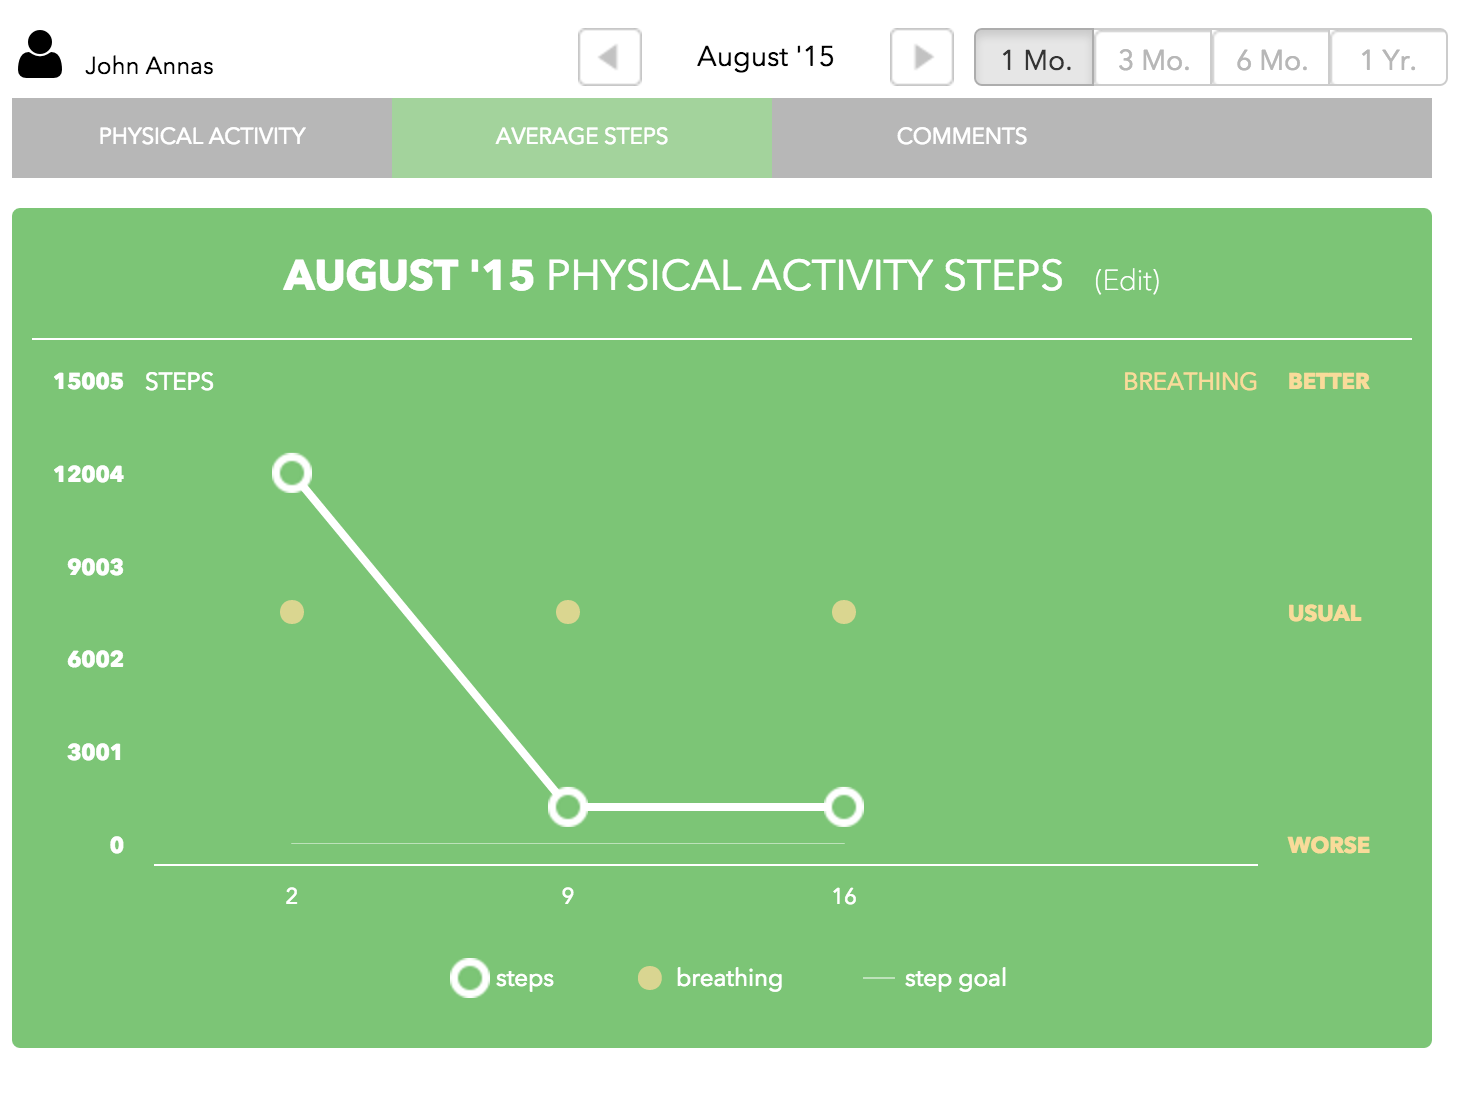 John Annas
August '15
1 Mo. 3 Mo. 6 Mo. 1 Yr.
PHYSICAL ACTIVITY AVERAGE STEPS COMMENTS
AUGUST '15 PHYSICAL ACTIVITY STEPS (Edit)
15005 STEPS BREATHING BETTER
12004
9003
USUAL
6002
3001
0 WORSE
2 9 16
steps breathing step goal